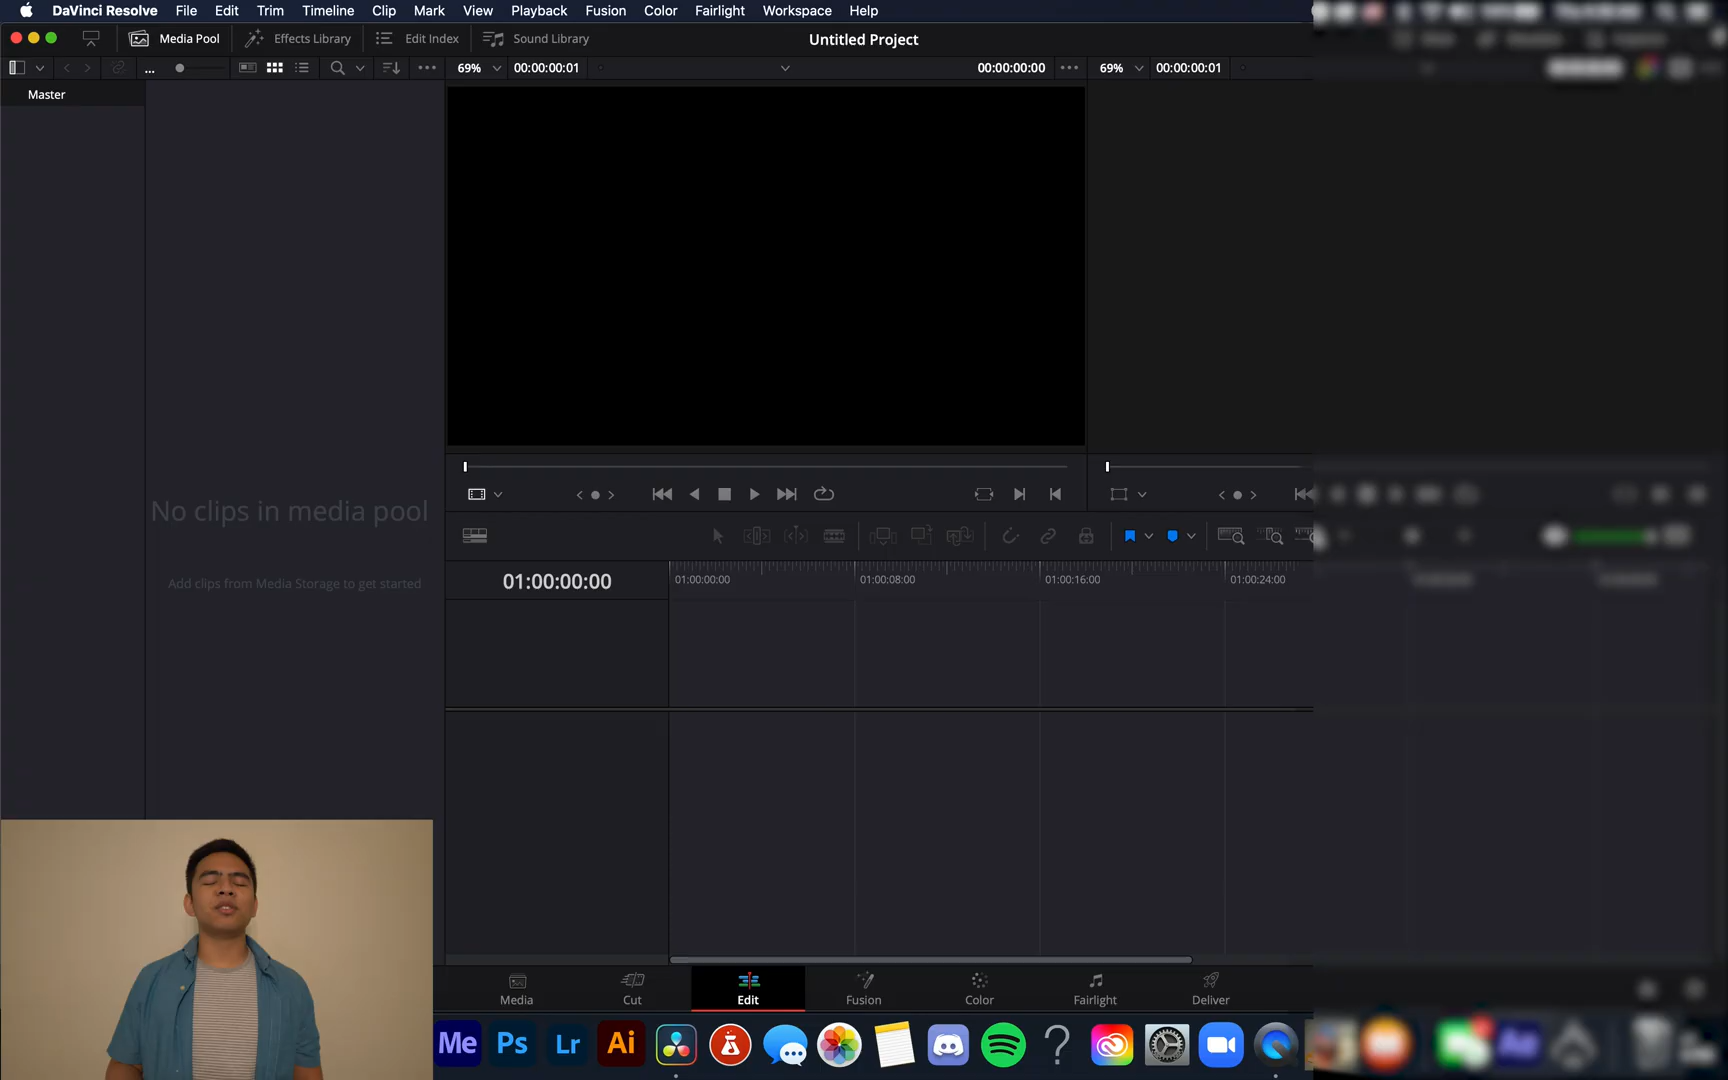 DaVinci Resolve File Edit Trim Timeline Clip Mark View Playback Fusion Color Fairlight Workspace Help
Media Pool Effects Library Edit Index Sound Library Untitled Project
... 69% 00:00:00:01 00:00:00:00 69% 00:00:00:01
Master
No clips in media pool
Add clips from Media Storage to get started
01:00:00:00 01:00:00:00 01:00:08:00 01:00:16:00 01:00:24:00
Media Cut Edit Fusion Color Fairlight Deliver
Me Ps Lr Ai ? Ae